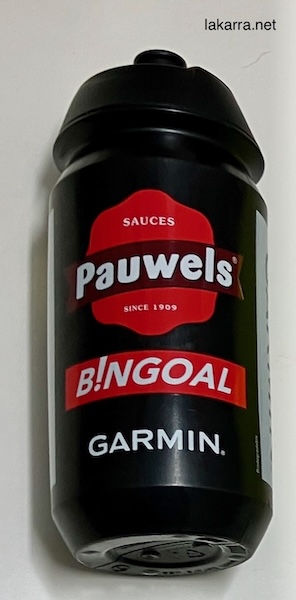 lakarra.net
SAUCES
Pauwels®
SINCE 1909
B!NGOAL
GARMIN.